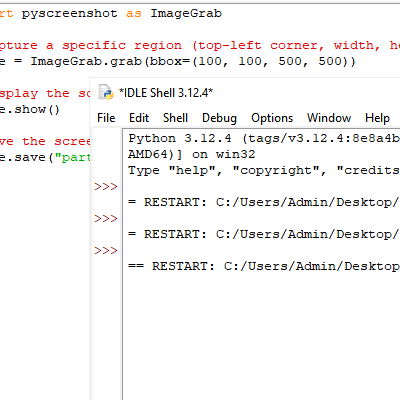 rt pyscreenshot as ImageGrab
pture a specific region (top-left corner, width, he
e = ImageGrab.grab(bbox=(100, 100, 500, 500))
splay the sc
e.show()
ve the scree
e.save("part
*IDLE Shell 3.12.4*
File Edit Shell Debug Options Window Help
Python 3.12.4 (tags/v3.12.4:8e8a4b
AMD64)] on win32
Type "help", "copyright", "credits
>>>
= RESTART: C:/Users/Admin/Desktop/
>>>
= RESTART: C:/Users/Admin/Desktop/
>>>
== RESTART: C:/Users/Admin/Desktop